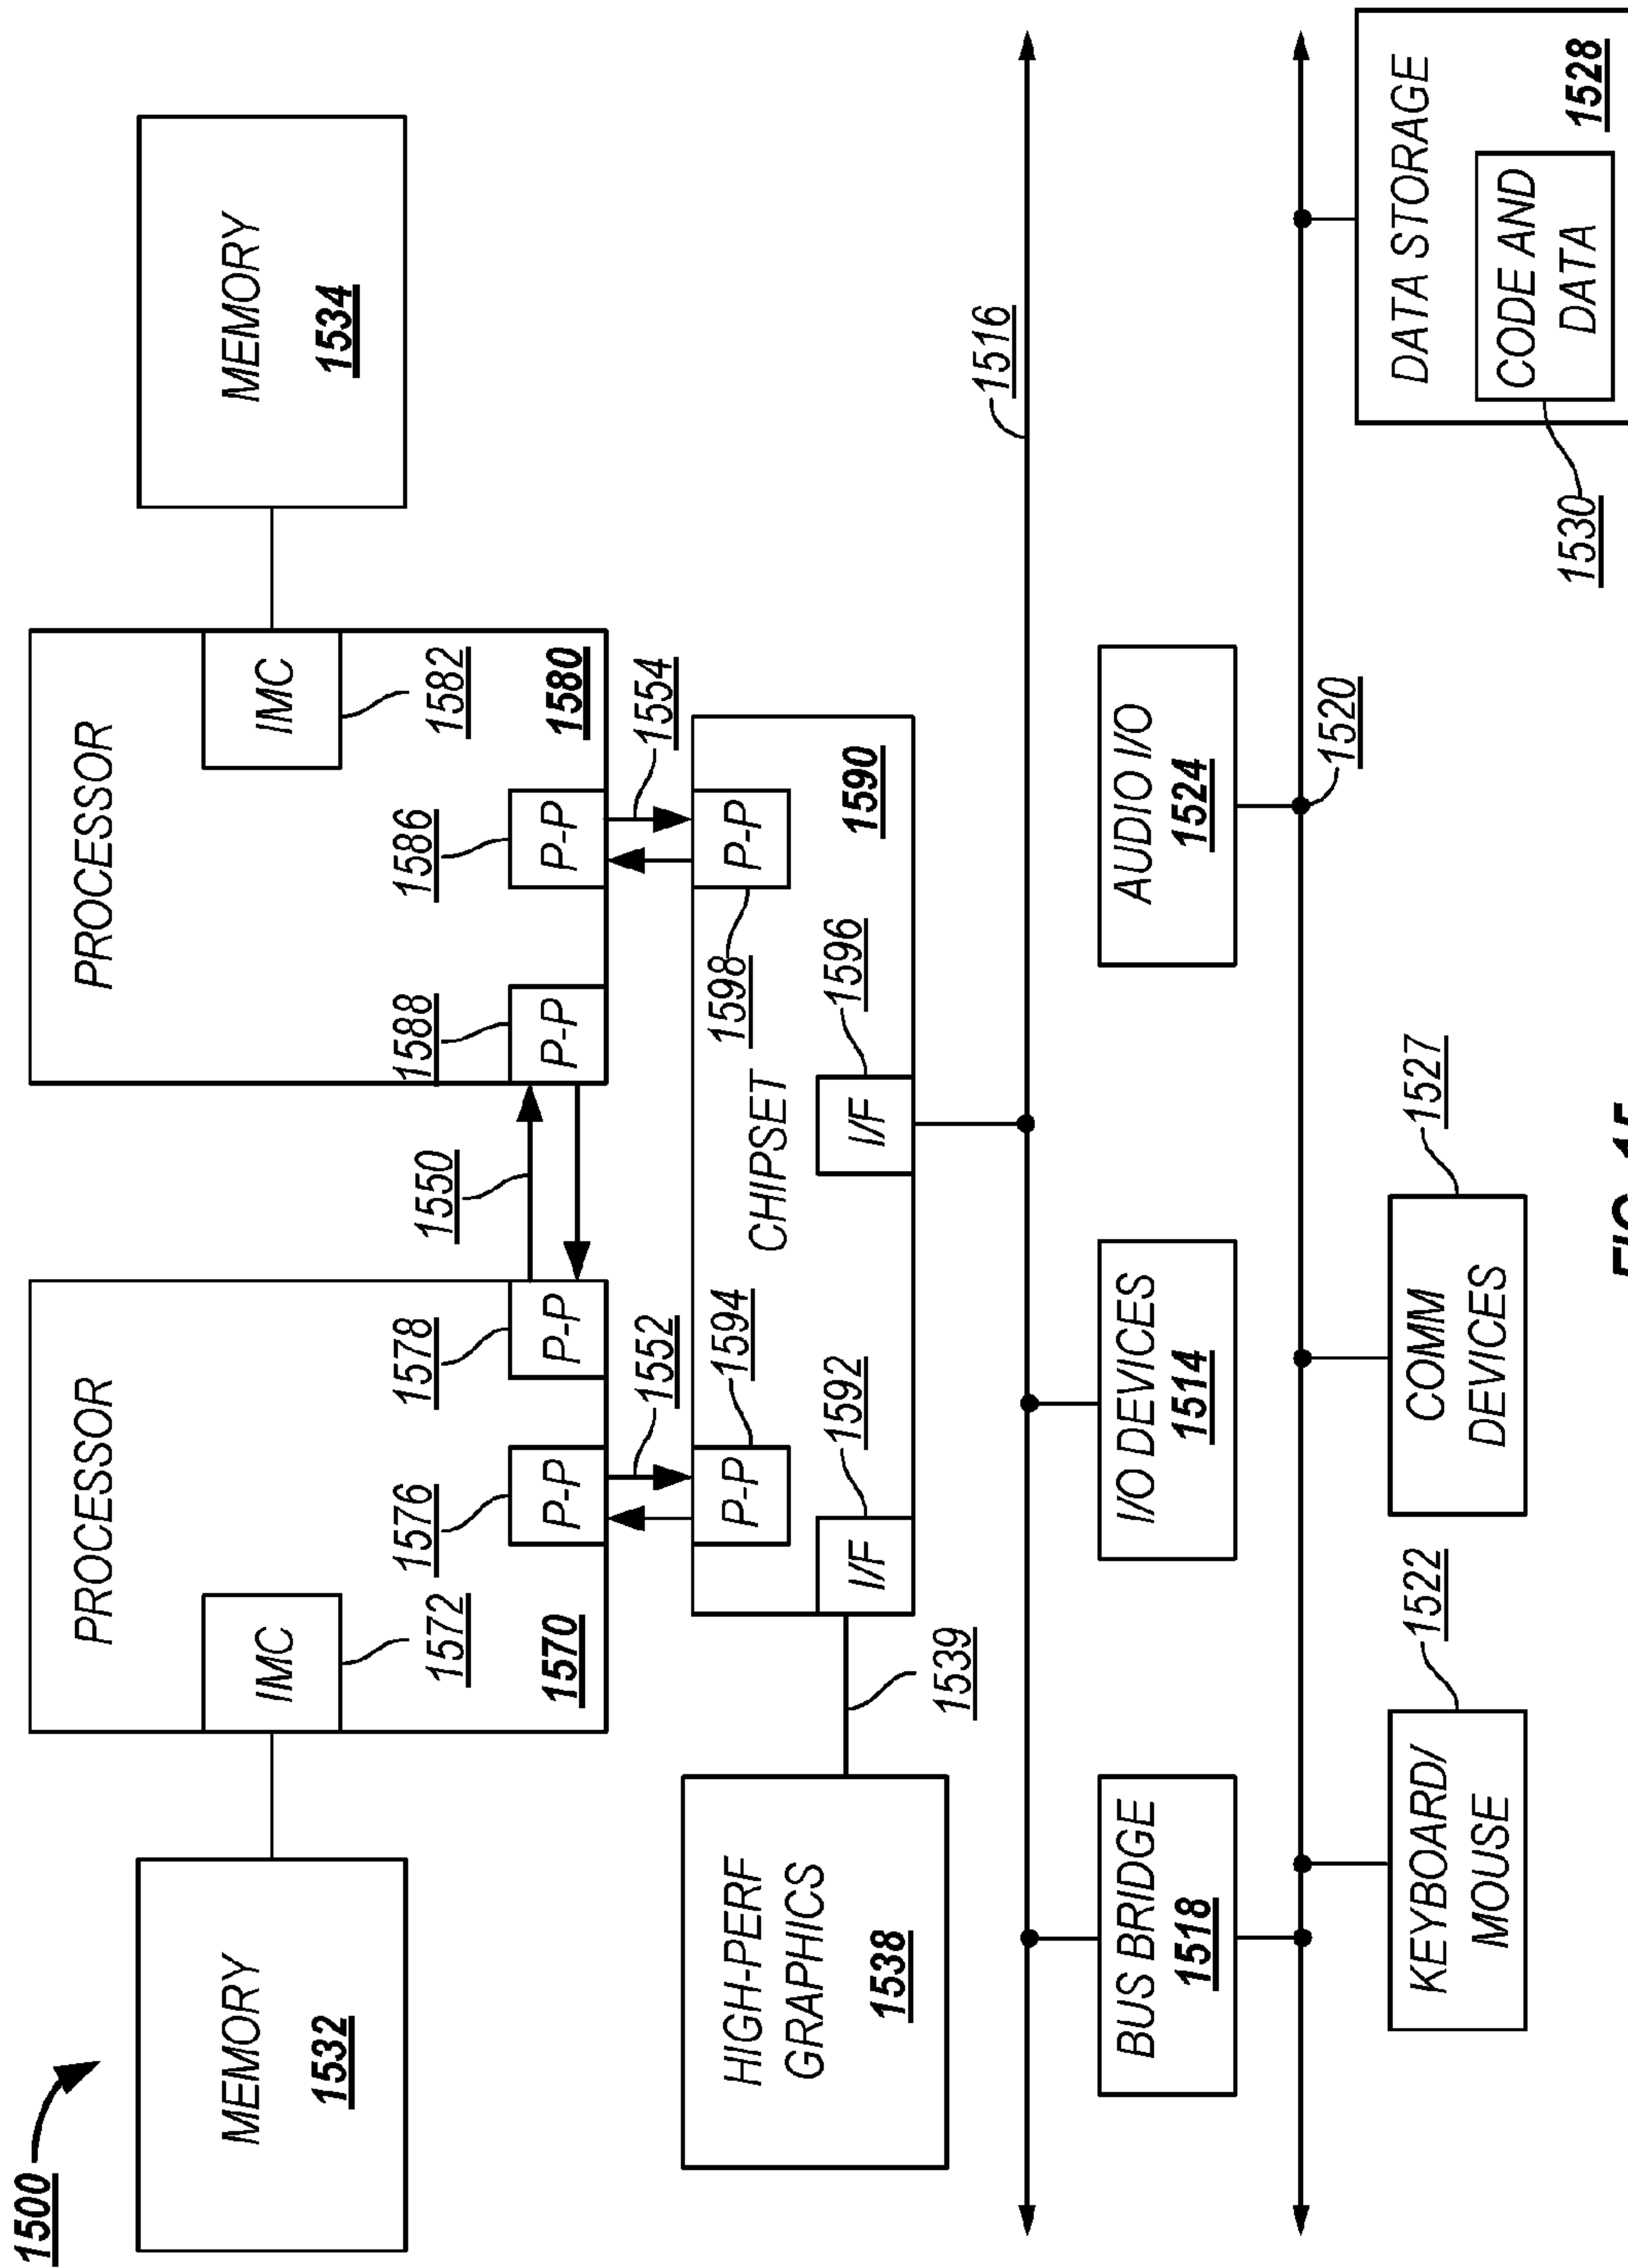 1500
MEMORY
1532
PROCESSOR
IMC
1572
1570
1576
P-P
1578
P-P
1550
PROCESSOR
1588
P-P
1586
P-P
IMC
1582
1580
MEMORY
1534
1552
1554
HIGH-PERF
GRAPHICS
1538
1539
P-P
1594
CHIPSET
1598
P-P
1590
I/F
1592
I/F
1596
1516
BUS BRIDGE
1518
I/O DEVICES
1514
AUDIO I/O
1524
1520
KEYBOARD/
MOUSE
1522
COMM
DEVICES
1527
DATA STORAGE
CODE AND
DATA
1530
1528
FIG. 15